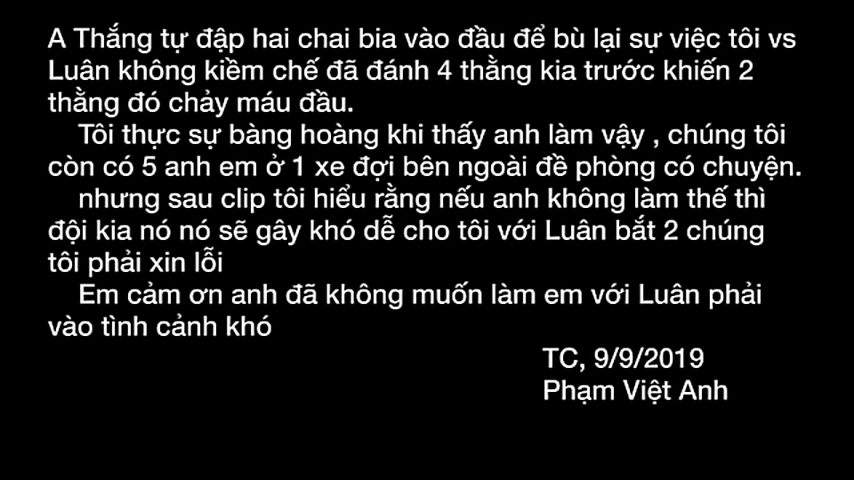 A Thắng tự đập hai chai bia vào đầu để bù lại sự việc tôi vs
Luân không kiềm chế đã đánh 4 thằng kia trước khiến 2
thằng đó chảy máu đầu.
Tôi thực sự bàng hoàng khi thấy anh làm vậy , chúng tôi
còn có 5 anh em ở 1 xe đợi bên ngoài đề phòng có chuyện.
nhưng sau clip tôi hiểu rằng nếu anh không làm thế thì
đội kia nó nó sẽ gây khó dễ cho tôi với Luân bắt 2 chúng
tôi phải xin lỗi
Em cảm ơn anh đã không muốn làm em với Luân phải
vào tình cảnh khó
TC, 9/9/2019
Phạm Việt Anh